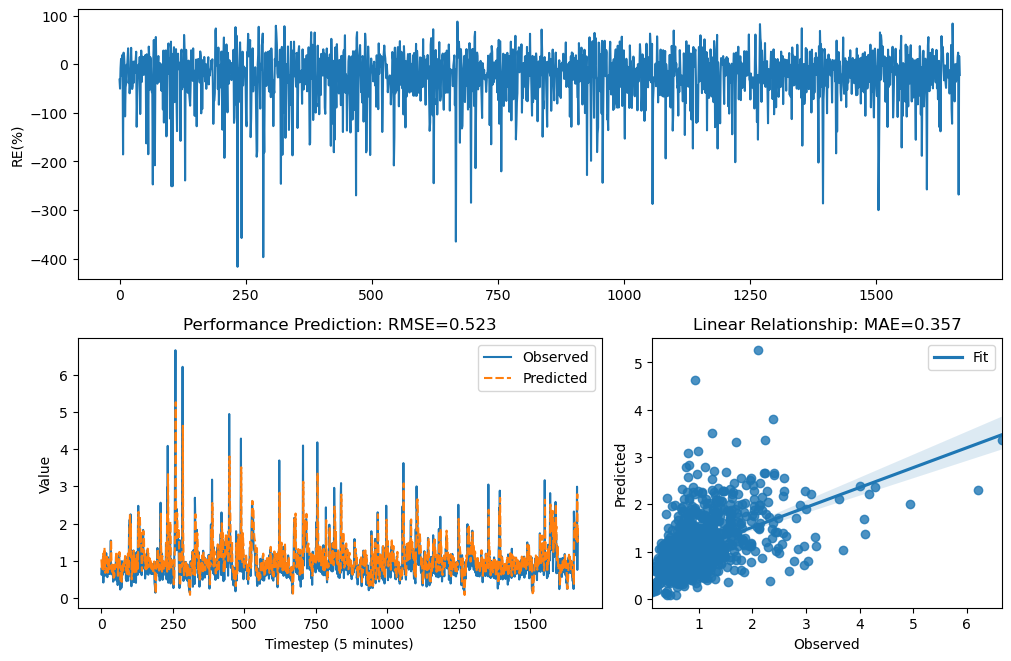 100
0
−100
−200
−300
−400
RE(%)
0 250 500 750 1000 1250 1500
Performance Prediction: RMSE=0.523
Observed
Predicted
6
5
4
3
2
1
0
Value
0 250 500 750 1000 1250 1500
Timestep (5 minutes)
Linear Relationship: MAE=0.357
Fit
5
4
3
2
1
0
Predicted
1 2 3 4 5 6
Observed